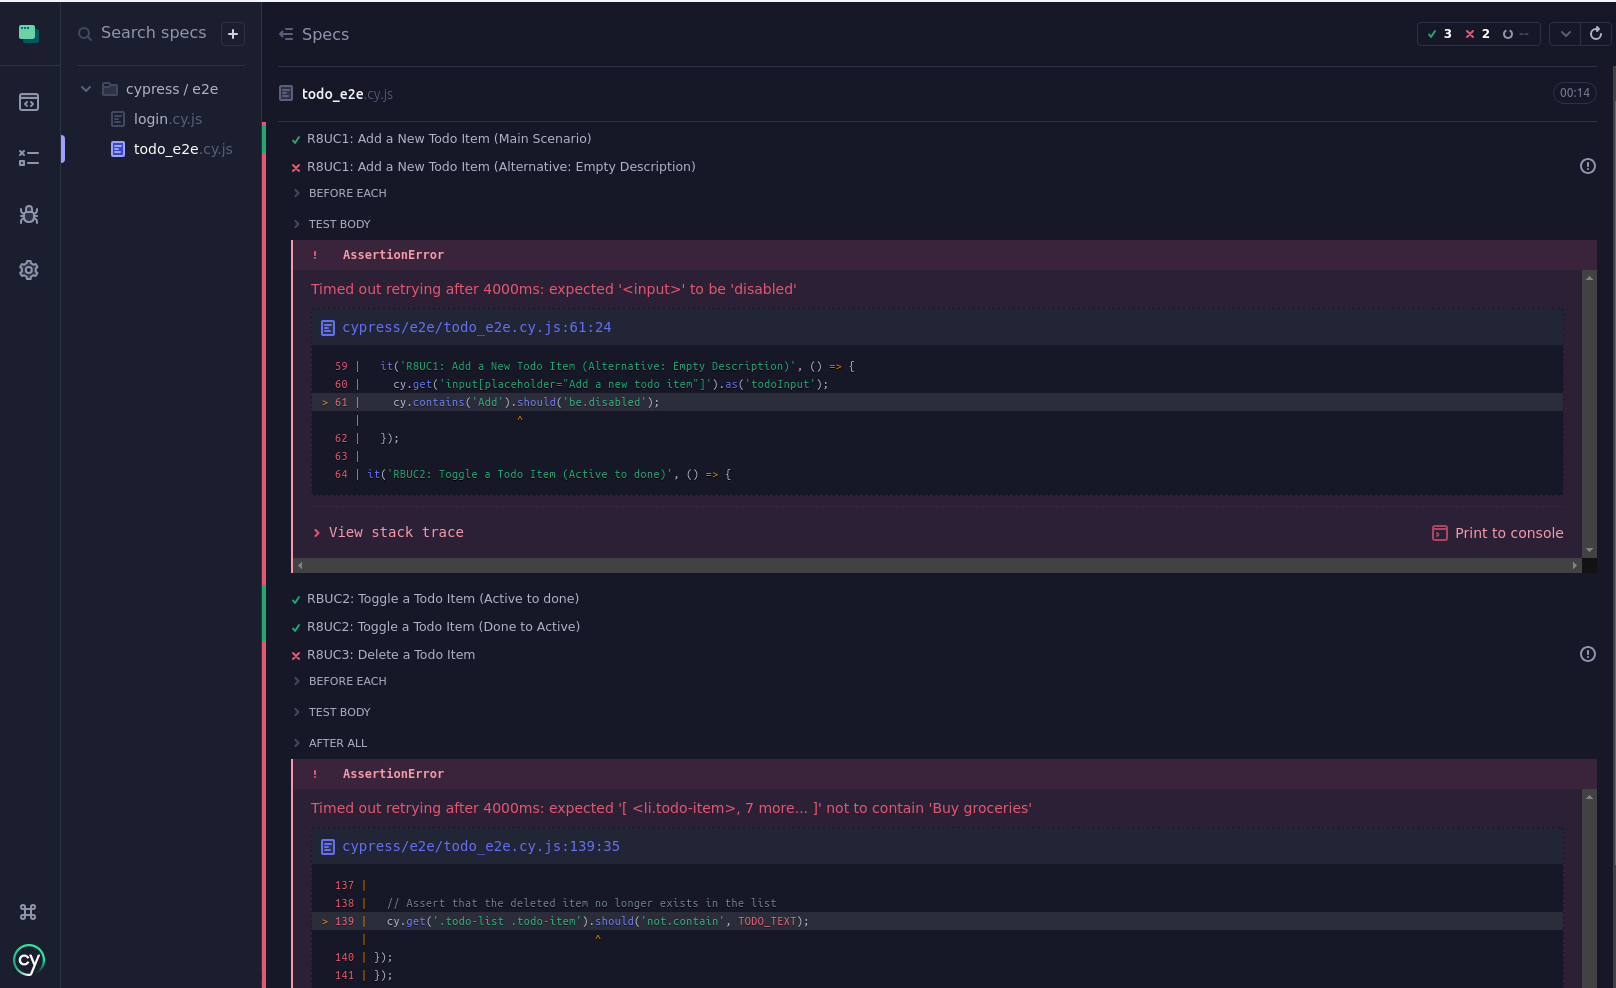 Search specs
+
cypress / e2e
login.cy.js
todo_e2e.cy.js
cy
Specs
3 2 --
todo_e2e.cy.js
00:14
R8UC1: Add a New Todo Item (Main Scenario)
R8UC1: Add a New Todo Item (Alternative: Empty Description)
BEFORE EACH
TEST BODY
! AssertionError
Timed out retrying after 4000ms: expected '<input>' to be 'disabled'
cypress/e2e/todo_e2e.cy.js:61:24
59 |   it('R8UC1: Add a New Todo Item (Alternative: Empty Description)', () => {
60 |     cy.get('input[placeholder="Add a new todo item"]').as('todoInput');
> 61 |     cy.contains('Add').should('be.disabled');
|                         ^
62 |   });
63 |
64 | it('RBUC2: Toggle a Todo Item (Active to done)', () => {
View stack trace
Print to console
RBUC2: Toggle a Todo Item (Active to done)
R8UC2: Toggle a Todo Item (Done to Active)
R8UC3: Delete a Todo Item
BEFORE EACH
TEST BODY
AFTER ALL
! AssertionError
Timed out retrying after 4000ms: expected '[ <li.todo-item>, 7 more... ]' not to contain 'Buy groceries'
cypress/e2e/todo_e2e.cy.js:139:35
137 |
138 |   // Assert that the deleted item no longer exists in the list
> 139 |   cy.get('.todo-list .todo-item').should('not.contain', TODO_TEXT);
|                                    ^
140 | });
141 | });